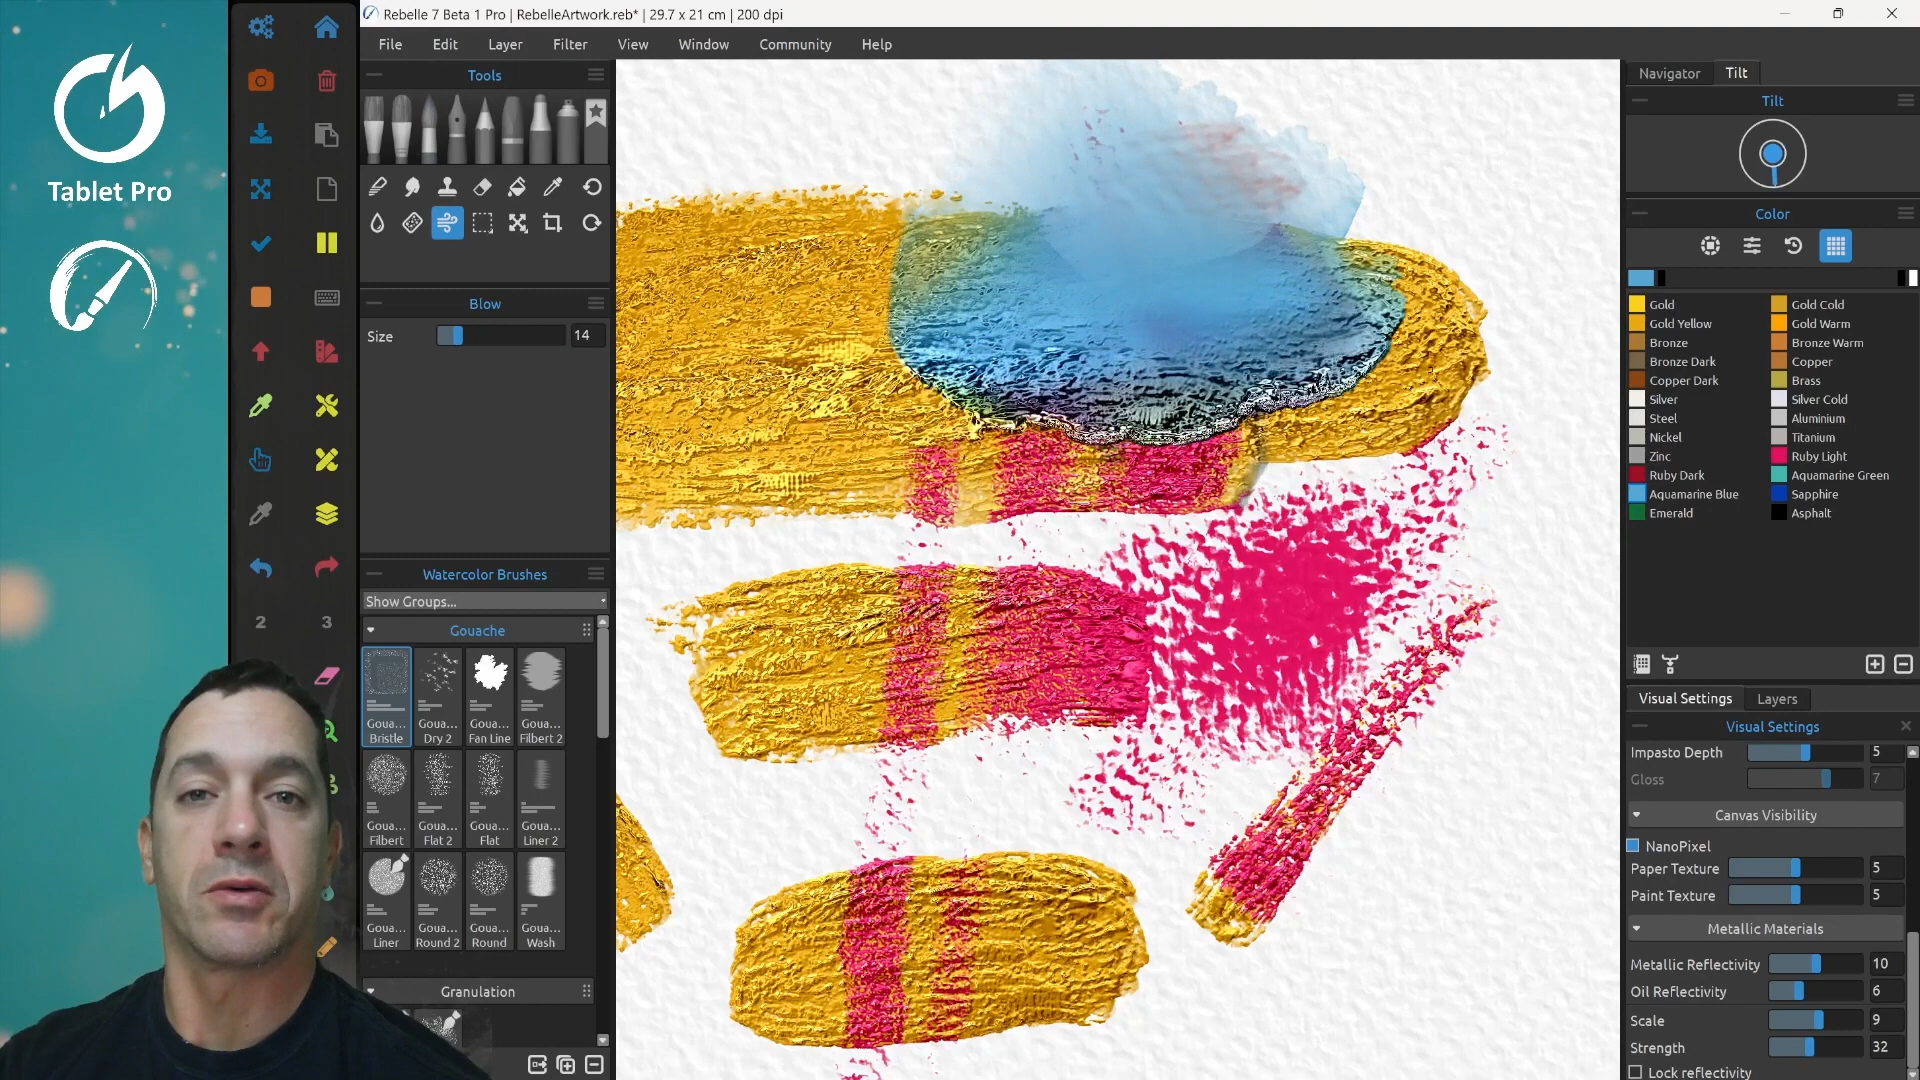 Tablet Pro
2
3
Rebelle 7 Beta 1 Pro | RebelleArtwork.reb* | 29.7 x 21 cm | 200 dpi
File
Edit
Layer
Filter
View
Window
Community
Help
Tools
Blow
Size
14
Watercolor Brushes
Show Groups...
Gouache
Goua... Goua... Goua... Goua...
Bristle Dry 2 Fan Line Filbert 2
Goua... Goua... Goua... Goua...
Filbert Flat 2 Flat Liner 2
Goua... Goua... Goua... Goua...
Liner Round 2 Round Wash
Granulation
Navigator
Tilt
Tilt
Color
Gold
Gold Cold
Gold Yellow
Gold Warm
Bronze
Bronze Warm
Bronze Dark
Copper
Copper Dark
Brass
Silver
Silver Cold
Steel
Aluminium
Nickel
Titanium
Zinc
Ruby Light
Ruby Dark
Aquamarine Green
Aquamarine Blue
Sapphire
Emerald
Asphalt
Visual Settings
Layers
Visual Settings
Impasto Depth
5
Gloss
7
Canvas Visibility
NanoPixel
Paper Texture
5
Paint Texture
5
Metallic Materials
Metallic Reflectivity
10
Oil Reflectivity
6
Scale
9
Strength
32
Lock reflectivity